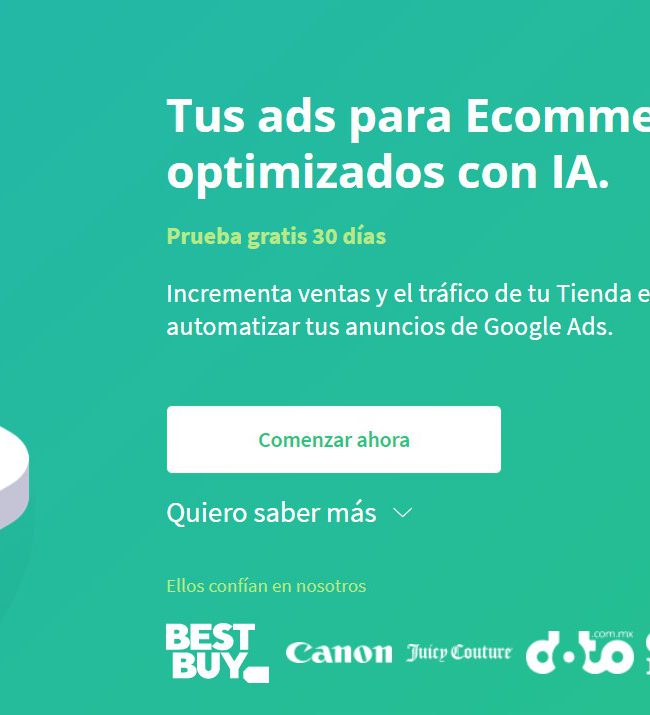 Tus ads para Ecomme
optimizados con IA.
Prueba gratis 30 días
Incrementa ventas y el tráfico de tu Tienda e
automatizar tus anuncios de Google Ads.
Comenzar ahora
Quiero saber más
Ellos confían en nosotros
BEST BUY
Canon
Juicy Couture
doto
.com.mx